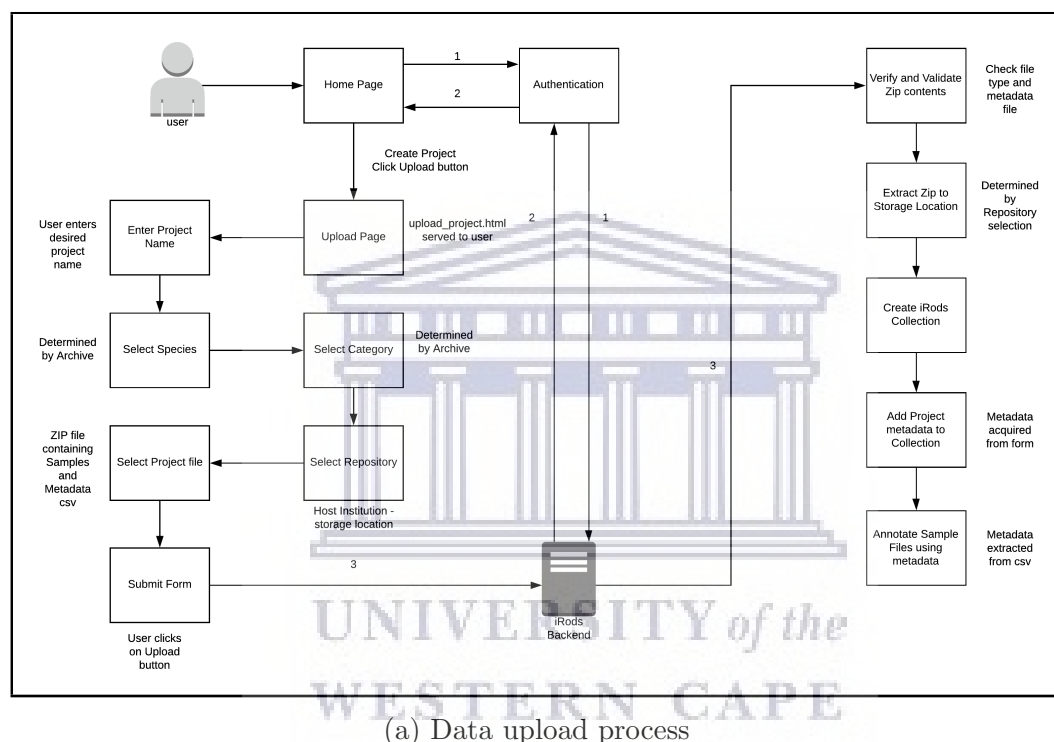 user
Home Page
1
2
Authentication
Create Project
Click Upload button
Upload Page
upload_project.html
served to user
User enters
desired
project
name
Enter Project
Name
Determined
by Archive
Select Species
Select Category
Determined
by Archive
ZIP file
containing
Samples
and
Metadata
csv
Select Project file
Select Repository
Host Institution -
storage location
Submit Form
User clicks
on Upload
button
3
2
1
iRods
Backend
3
Verify and Validate
Zip contents
Check file
type and
metadata
file
Extract Zip to
Storage Location
Determined
by
Repository
selection
Create iRods
Collection
Add Project
metadata to
Collection
Metadata
acquired
from form
Annotate Sample
Files using
metadata
Metadata
extracted
from csv
UNIVERSITY of the
WESTERN CAPE
(a) Data upload process